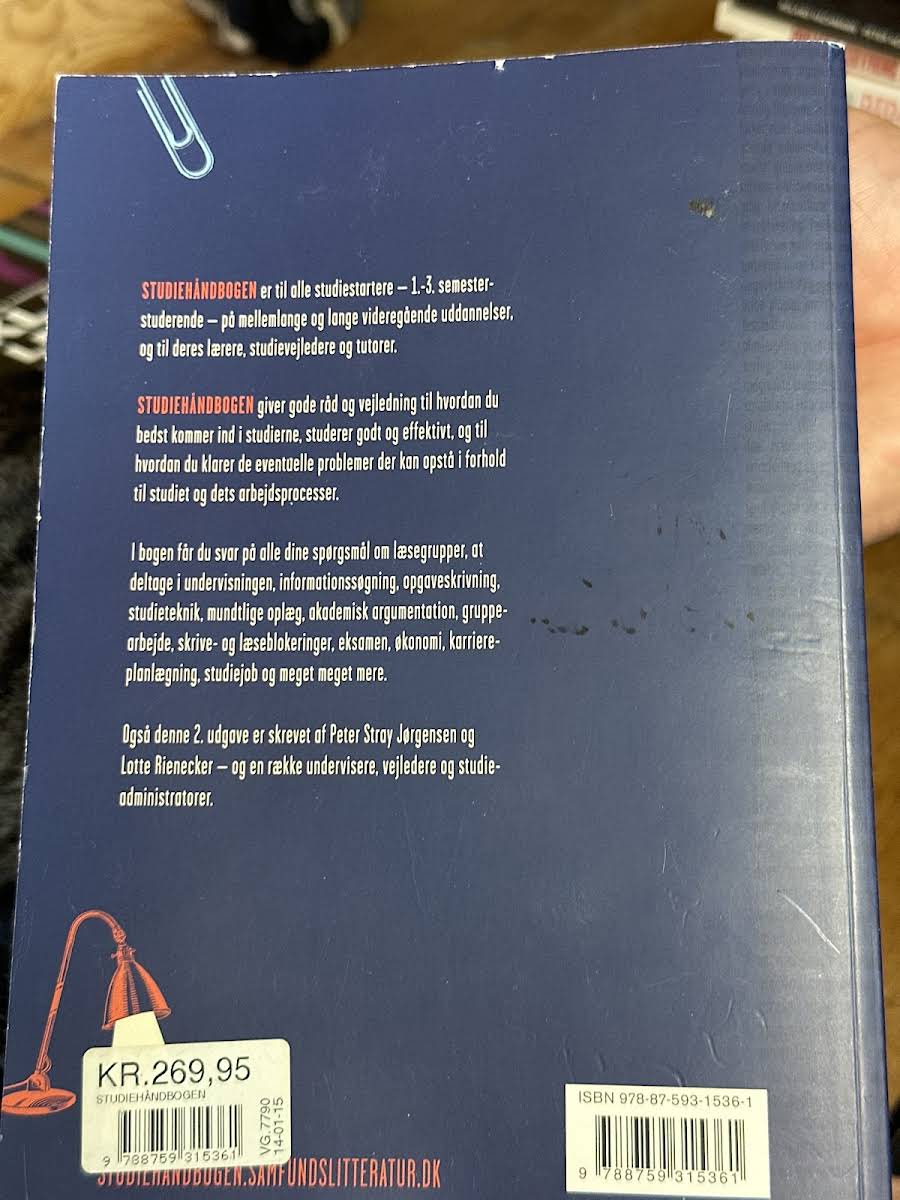 STUDIEHÅNDBOGEN er til alle studiestartere – 1.-3. semester-
studerende – på mellemlange og lange videregående uddannelser,
og til deres lærere, studievejledere og tutorer.
STUDIEHÅNDBOGEN giver gode råd og vejledning til hvordan du
bedst kommer ind i studierne, studerer godt og effektivt, og til
hvordan du klarer de eventuelle problemer der kan opstå i forhold
til studiet og dets arbejdsprocesser.
I bogen får du svar på alle dine spørgsmål om læsegrupper, at
deltage i undervisningen, informationssøgning, opgaveskrivning,
studieteknik, mundtlige oplæg, akademisk argumentation, gruppe-
arbejde, skrive- og læseblokeringer, eksamen, økonomi, karriere-
planlægning, studiejob og meget meget mere.
Også denne 2. udgave er skrevet af Peter Stray Jørgensen og
Lotte Rienecker – og en række undervisere, vejledere og studie-
administratorer.
KR.269,95
STUDIEHÅNDBOGEN
9 788759 315361
VG.7790
14-01-15
STUDIEHANDBOGEN.SAMFUNDSLITTERATUR.DK
ISBN 978-87-593-1536-1
9 788759 315361